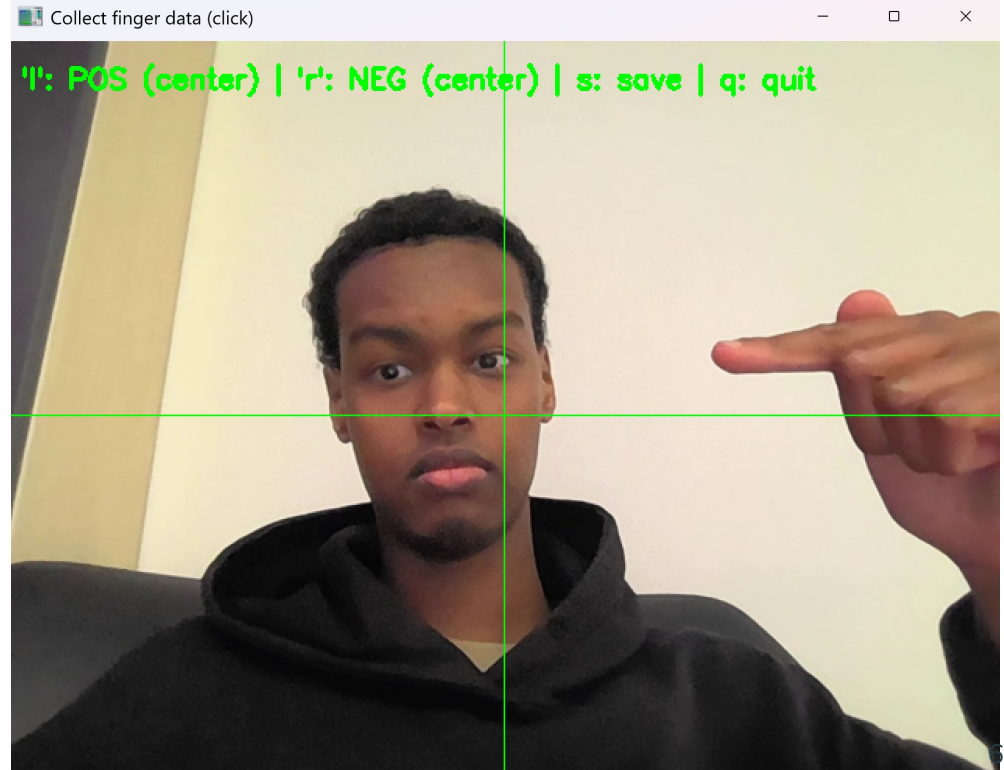 Collect finger data (click)
'l': POS (center) | 'r': NEG (center) | s: save | q: quit